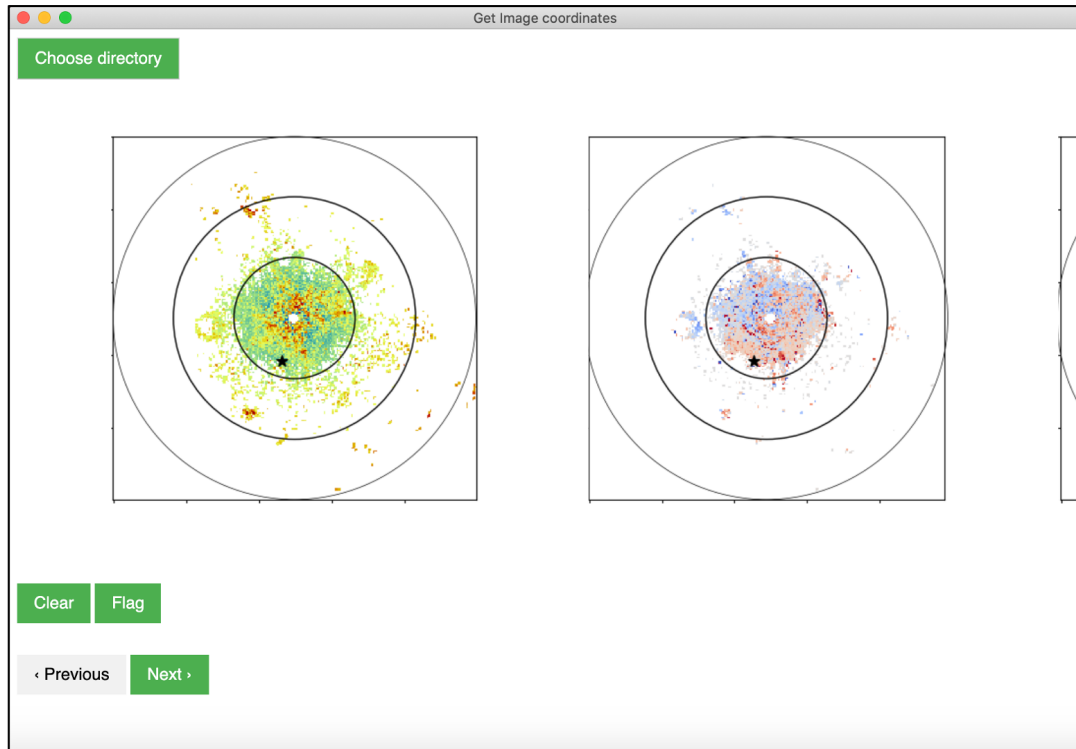 Get Image coordinates
Choose directory
Clear
Flag
‹ Previous
Next ›